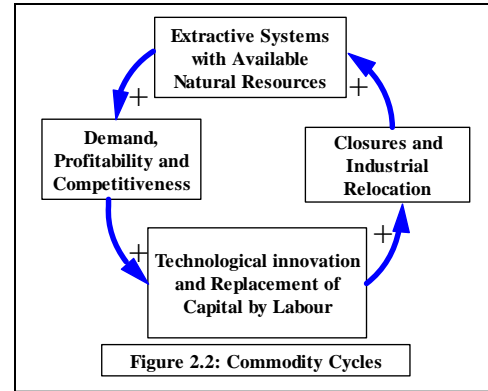 Extractive Systems
with Available
Natural Resources
+
+
Demand,
Profitability and
Competitiveness
Closures and
Industrial
Relocation
+
+
Technological innovation
and Replacement of
Capital by Labour
Figure 2.2: Commodity Cycles